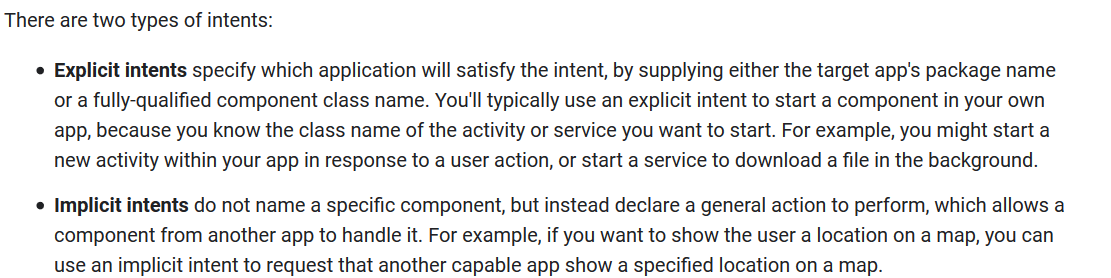 There are two types of intents:
• Explicit intents specify which application will satisfy the intent, by supplying either the target app's package name
or a fully-qualified component class name. You'll typically use an explicit intent to start a component in your own
app, because you know the class name of the activity or service you want to start. For example, you might start a
new activity within your app in response to a user action, or start a service to download a file in the background.
• Implicit intents do not name a specific component, but instead declare a general action to perform, which allows a
component from another app to handle it. For example, if you want to show the user a location on a map, you can
use an implicit intent to request that another capable app show a specified location on a map.